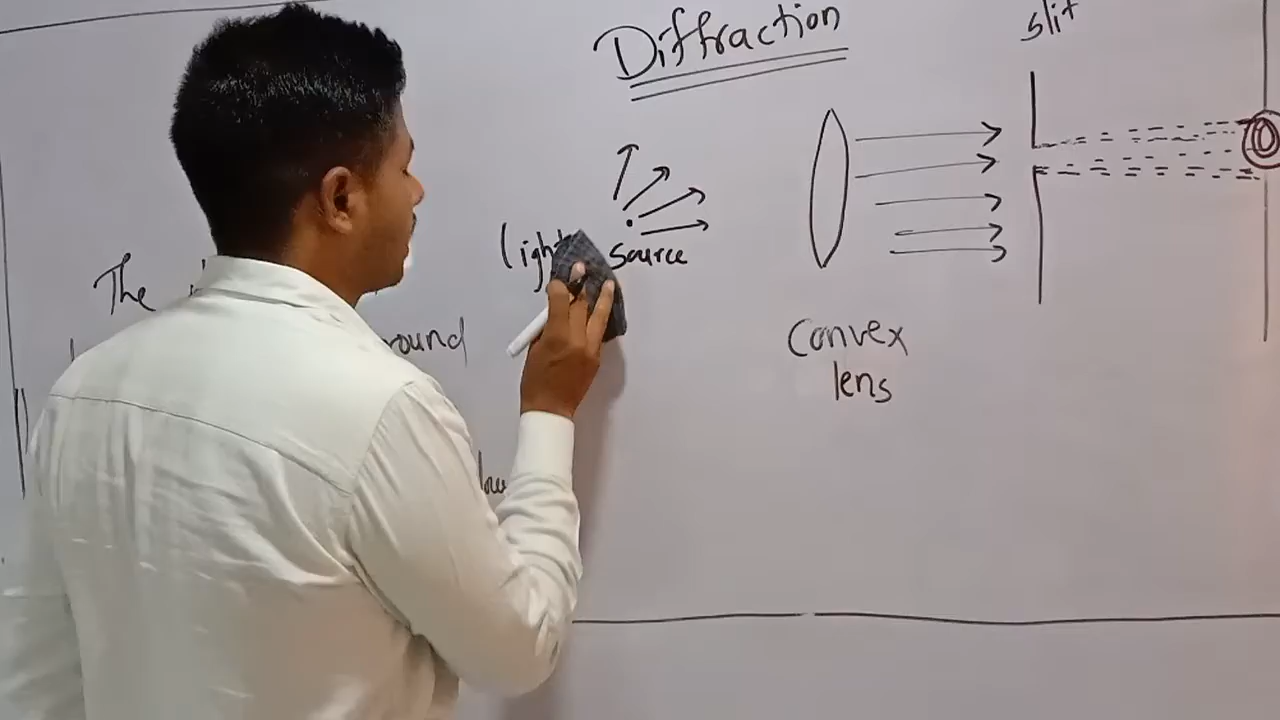 Diffraction
slit
Light source
The
round
Convex
lens